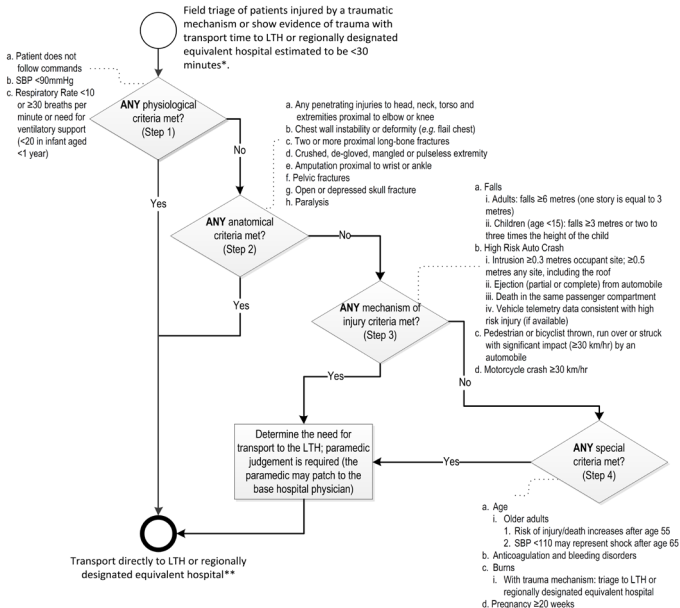 Field triage of patients injured by a traumatic
mechanism or show evidence of trauma with
transport time to LTH or regionally designated
equivalent hospital estimated to be <30
minutes*.
a. Patient does not
follow commands
b. SBP <90mmHg
c. Respiratory Rate <10
or ≥30 breaths per
minute or need for
ventilatory support
(<20 in infant aged
<1 year)
ANY physiological
criteria met?
(Step 1)
No
Yes
a. Any penetrating injuries to head, neck, torso and
extremities proximal to elbow or knee
b. Chest wall instability or deformity (e.g. flail chest)
c. Two or more proximal long-bone fractures
d. Crushed, de-gloved, mangled or pulseless extremity
e. Amputation proximal to wrist or ankle
f. Pelvic fractures
g. Open or depressed skull fracture
h. Paralysis
ANY anatomical
criteria met?
(Step 2)
No
Yes
a. Falls
i. Adults: falls ≥6 metres (one story is equal to 3
metres)
ii. Children (age <15): falls ≥3 metres or two to
three times the height of the child
b. High Risk Auto Crash
i. Intrusion ≥0.3 metres occupant site; ≥0.5
metres any site, including the roof
ii. Ejection (partial or complete) from automobile
iii. Death in the same passenger compartment
iv. Vehicle telemetry data consistent with high
risk injury (if available)
c. Pedestrian or bicyclist thrown, run over or struck
with significant impact (≥30 km/hr) by an
automobile
d. Motorcycle crash ≥30 km/hr
ANY mechanism of
injury criteria met?
(Step 3)
Yes
No
Determine the need for
transport to the LTH; paramedic
judgement is required (the
paramedic may patch to the
base hospital physician)
Yes
ANY special
criteria met?
(Step 4)
a. Age
i. Older adults
1. Risk of injury/death increases after age 55
2. SBP <110 may represent shock after age 65
b. Anticoagulation and bleeding disorders
c. Burns
i. With trauma mechanism: triage to LTH or
regionally designated equivalent hospital
d. Pregnancy ≥20 weeks
Transport directly to LTH or regionally
designated equivalent hospital**